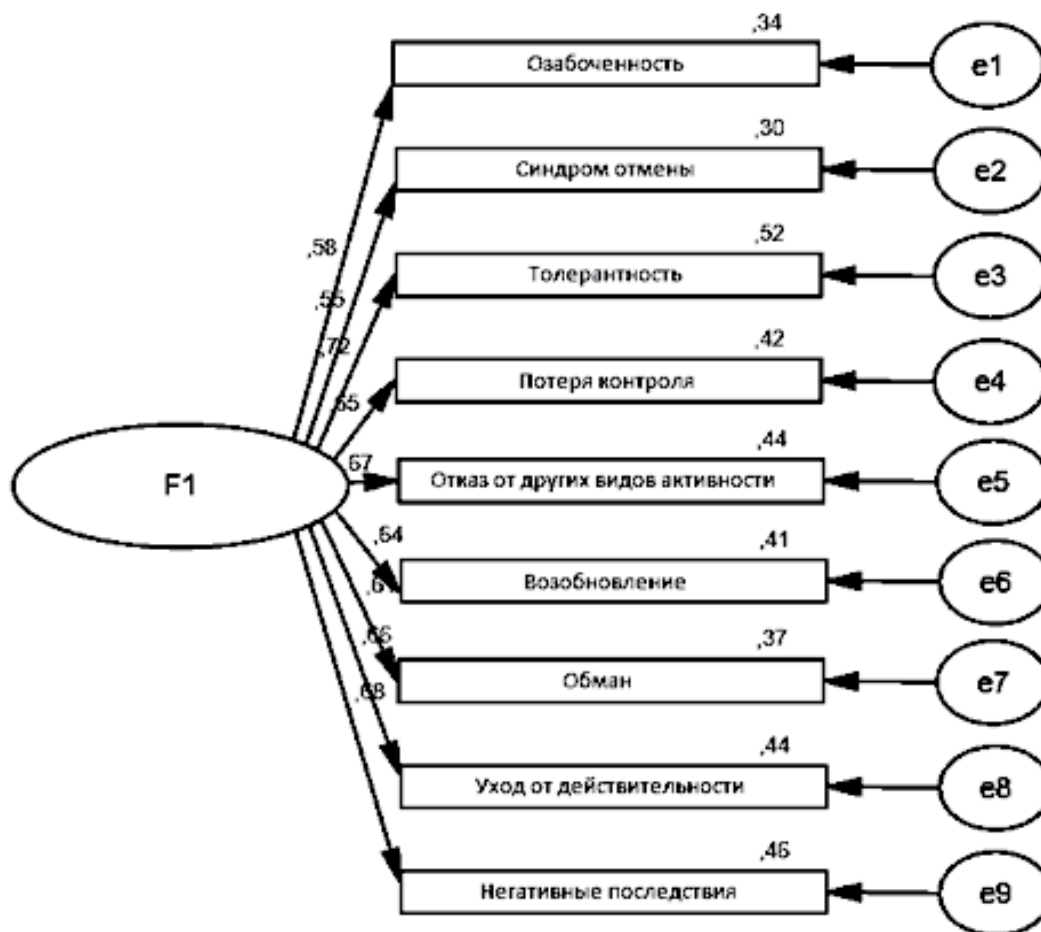 ,34
Озабоченность
e1
,30
Синдром отмены
e2
,58
,52
Толерантность
e3
,55
,72
,42
Потеря контроля
e4
,65
,44
,67
F1
Отказ от других видов активности
e5
,64
,41
Возобновление
e6
,66
,37
Обман
e7
,68
,44
Уход от действительности
e8
,46
Негативные последствия
e9